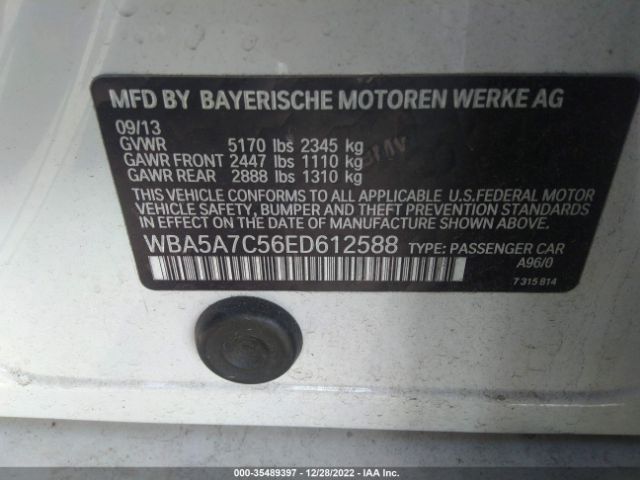 MFD BY BAYERISCHE MOTOREN WERKE AG
09/13
GVWR 5170 lbs 2345 kg
GAWR FRONT 2447 lbs 1110 kg
GAWR REAR 2888 lbs 1310 kg
THIS VEHICLE CONFORMS TO ALL APPLICABLE U.S.FEDERAL MOTOR
VEHICLE SAFETY, BUMPER AND THEFT PREVENTION STANDARDS
IN EFFECT ON THE DATE OF MANUFACTURE SHOWN ABOVE.
WBA5A7C56ED612588 TYPE: PASSENGER CAR
A96/0
7 315 814
000-35489397 - 12/28/2022 - IAA Inc.